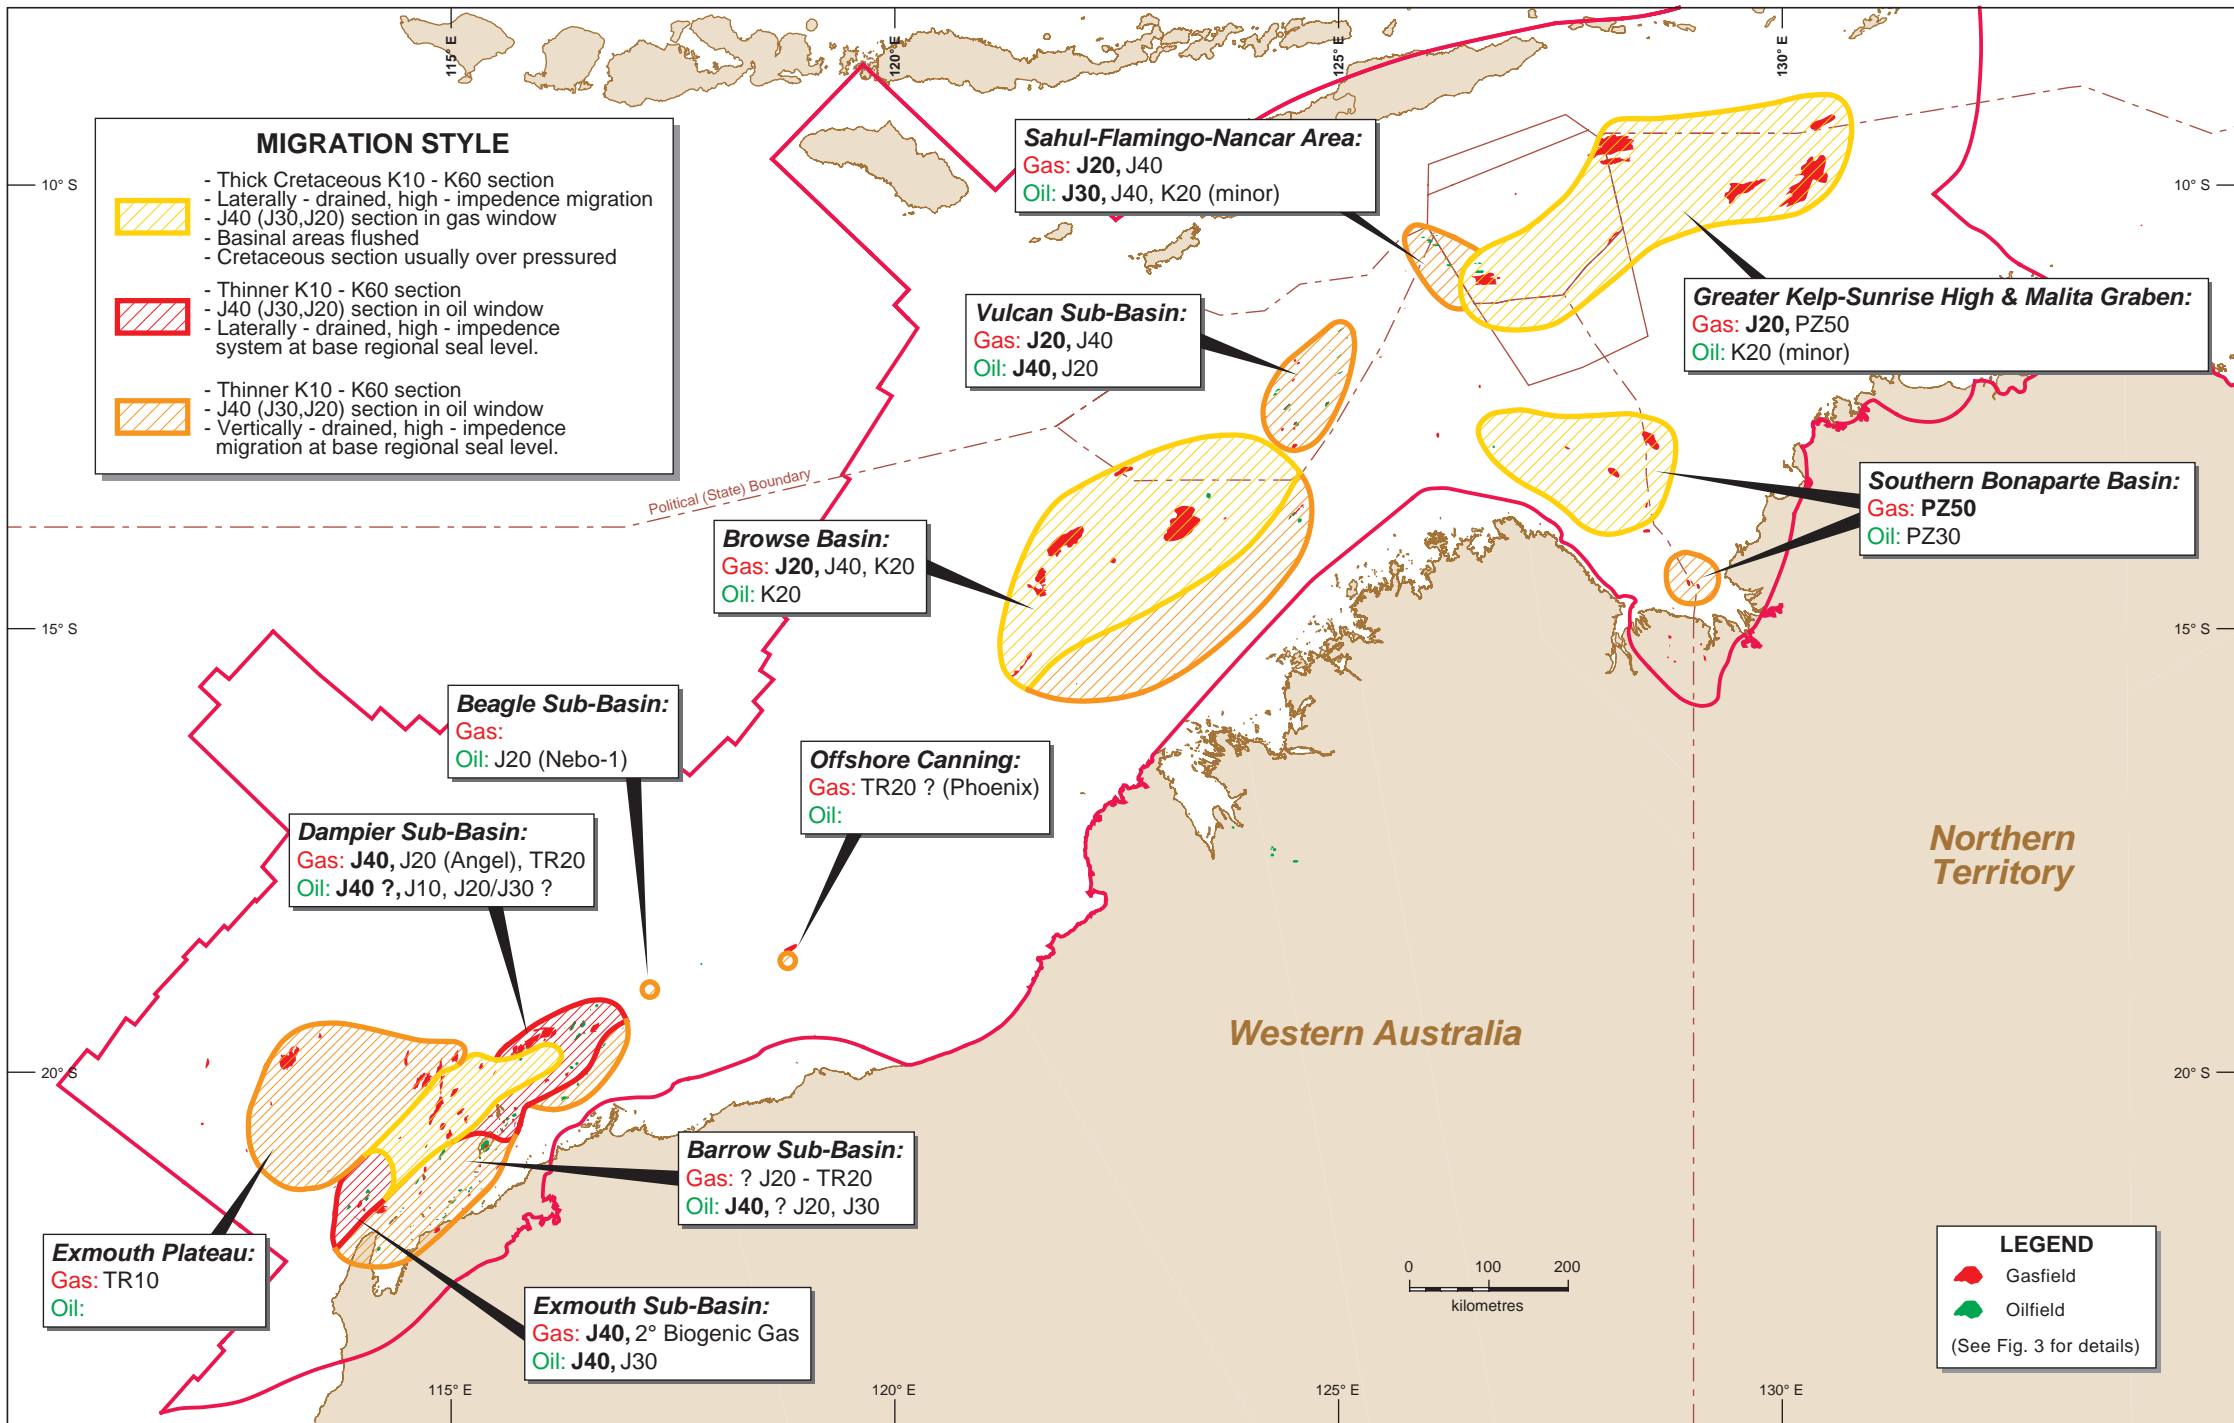 115° E
120° E
125° E
130° E
MIGRATION STYLE
- Thick Cretaceous K10 - K60 section
- Laterally - drained, high - impedence migration
- J40 (J30,J20) section in gas window
- Basinal areas flushed
- Cretaceous section usually over pressured
- Thinner K10 - K60 section
- J40 (J30,J20) section in oil window
- Laterally - drained, high - impedence
system at base regional seal level.
- Thinner K10 - K60 section
- J40 (J30,J20) section in oil window
- Vertically - drained, high - impedence
migration at base regional seal level.
10° S
10° S
Sahul-Flamingo-Nancar Area:
Gas: J20, J40
Oil: J30, J40, K20 (minor)
Vulcan Sub-Basin:
Gas: J20, J40
Oil: J40, J20
Greater Kelp-Sunrise High & Malita Graben:
Gas: J20, PZ50
Oil: K20 (minor)
Political (State) Boundary
Southern Bonaparte Basin:
Gas: PZ50
Oil: PZ30
Browse Basin:
Gas: J20, J40, K20
Oil: K20
15° S
15° S
Beagle Sub-Basin:
Gas:
Oil: J20 (Nebo-1)
Offshore Canning:
Gas: TR20 ? (Phoenix)
Oil:
Dampier Sub-Basin:
Gas: J40, J20 (Angel), TR20
Oil: J40 ?, J10, J20/J30 ?
Northern
Territory
Western Australia
20° S
20° S
Barrow Sub-Basin:
Gas: ? J20 - TR20
Oil: J40, ? J20, J30
Exmouth Plateau:
Gas: TR10
Oil:
Exmouth Sub-Basin:
Gas: J40, 2° Biogenic Gas
Oil: J40, J30
0 100 200
kilometres
LEGEND
Gasfield
Oilfield
(See Fig. 3 for details)
115° E
120° E
125° E
130° E